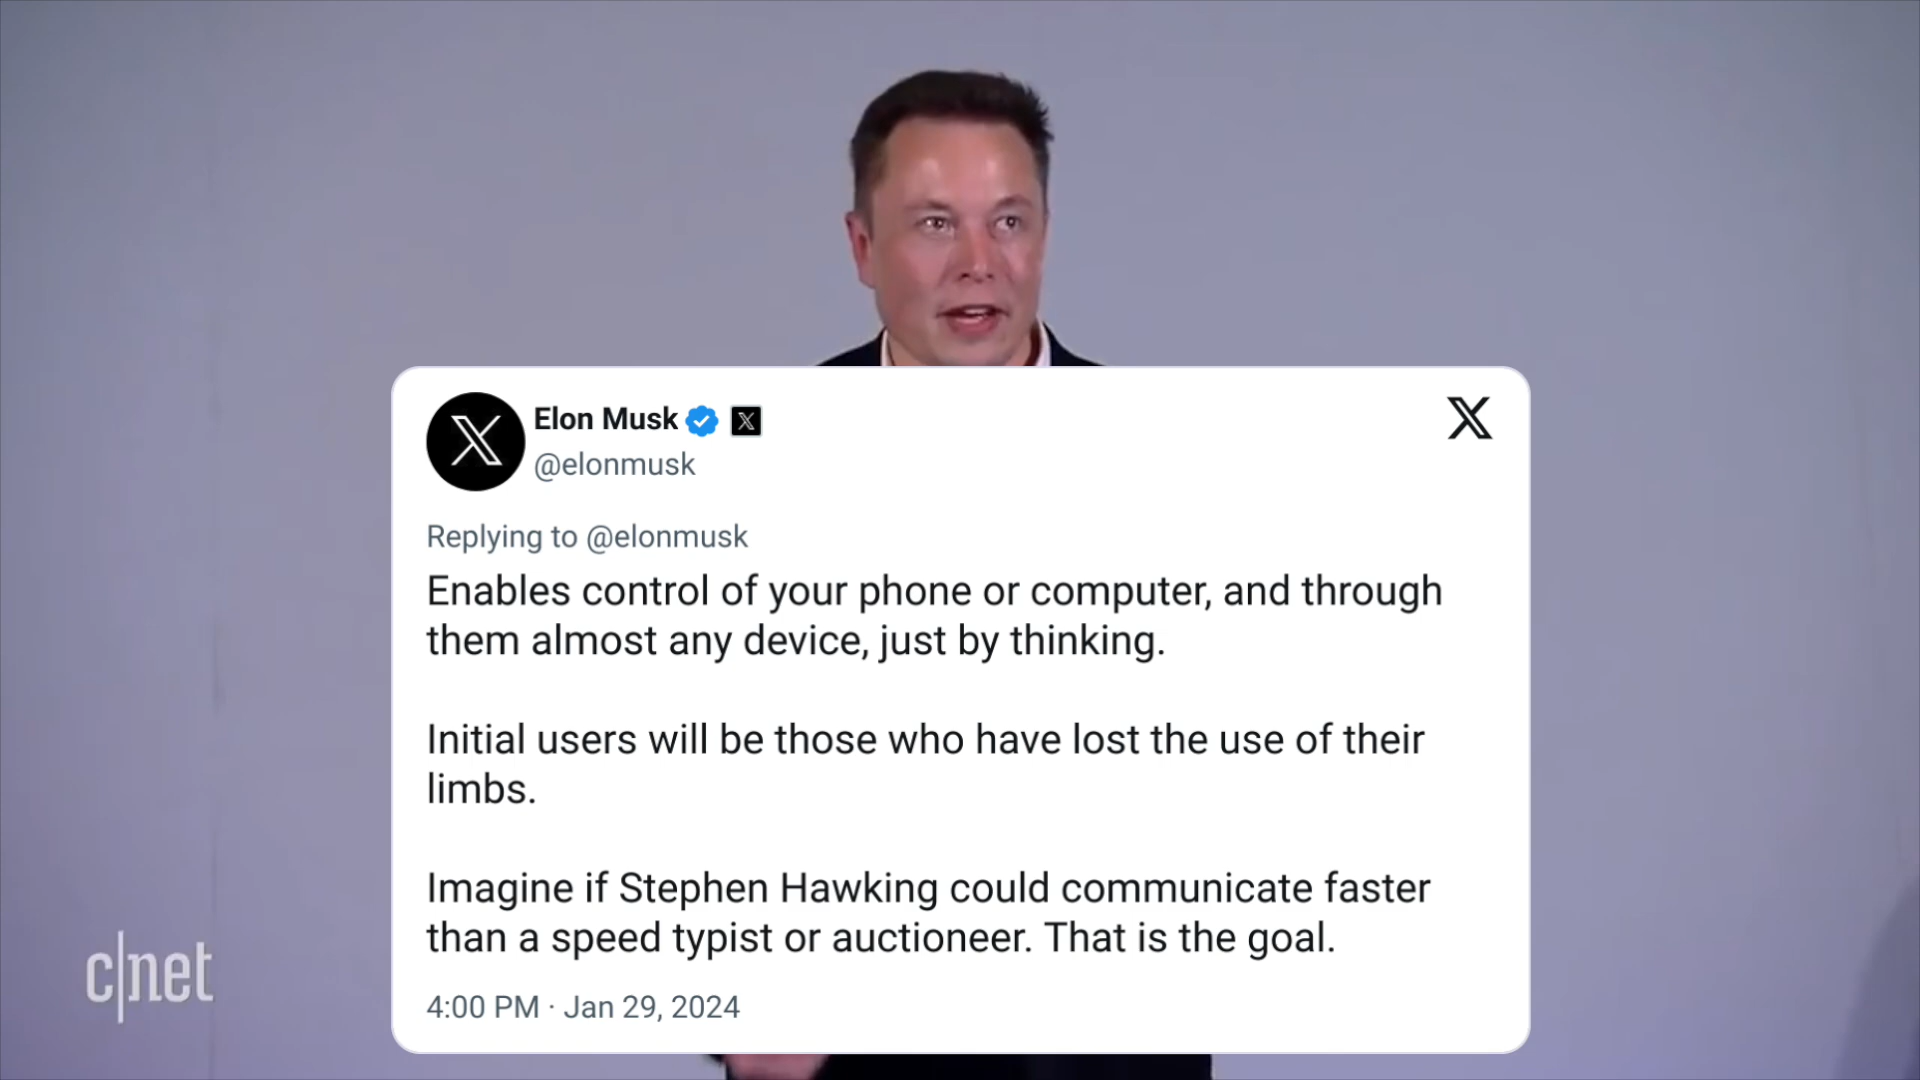 Elon Musk
@elonmusk
Replying to @elonmusk
Enables control of your phone or computer, and through
them almost any device, just by thinking.
Initial users will be those who have lost the use of their
limbs.
Imagine if Stephen Hawking could communicate faster
than a speed typist or auctioneer. That is the goal.
4:00 PM · Jan 29, 2024
c|net